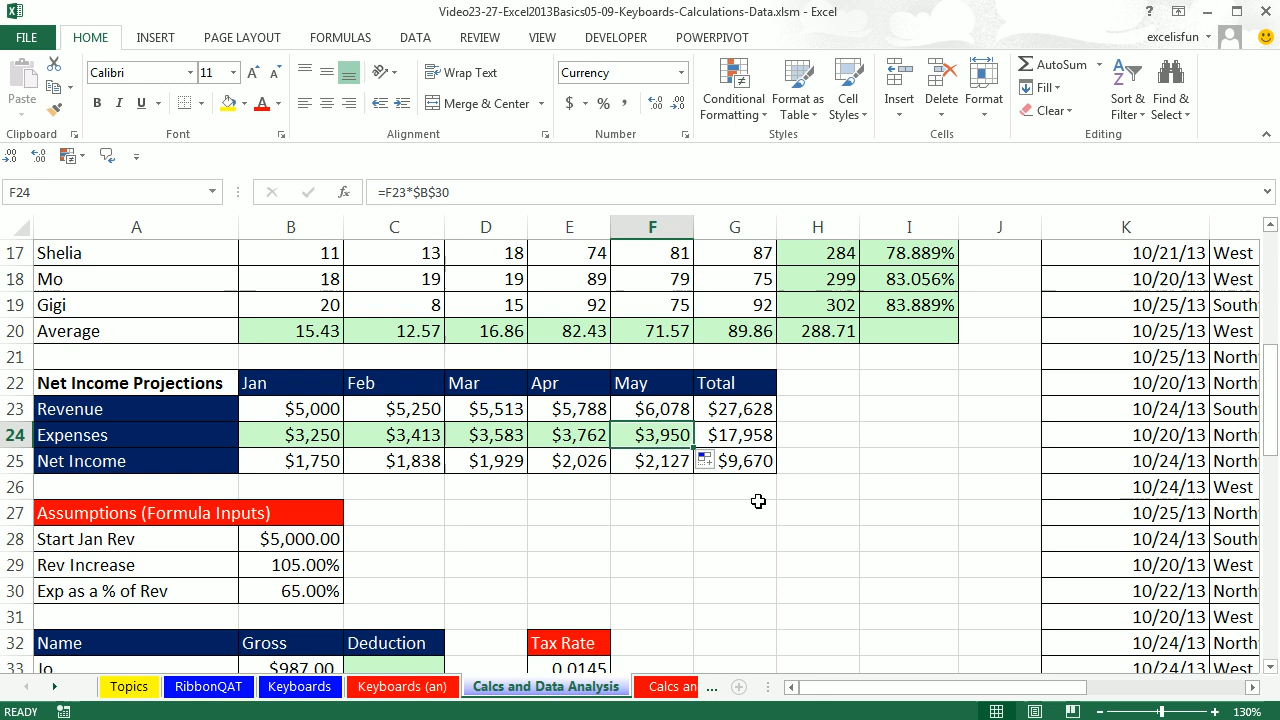 Video23-27-Excel2013Basics05-09-Keyboards-Calculations-Data.xlsm - Excel
FILE HOME INSERT PAGE LAYOUT FORMULAS DATA REVIEW VIEW DEVELOPER POWERPIVOT excelisfun
Paste Calibri 11 Wrap Text Currency Conditional Formatting Format as Table Cell Styles Insert Delete Format AutoSum Sort & Filter Find & Select
B I U Merge & Center $ % , Fill
Clear
Clipboard Font Alignment Number Styles Cells Editing
F24 fx =F23*$B$30
A B C D E F G H I J K
17 Shelia 11 13 18 74 81 87 284 78.889% 10/21/13 West
18 Mo 18 19 19 89 79 75 299 83.056% 10/20/13 West
19 Gigi 20 8 15 92 75 92 302 83.889% 10/25/13 South
20 Average 15.43 12.57 16.86 82.43 71.57 89.86 288.71 10/25/13 West
21 10/25/13 North
22 Net Income Projections Jan Feb Mar Apr May Total 10/20/13 North
23 Revenue $5,000 $5,250 $5,513 $5,788 $6,078 $27,628 10/24/13 South
24 Expenses $3,250 $3,413 $3,583 $3,762 $3,950 $17,958 10/24/13 North
25 Net Income $1,750 $1,838 $1,929 $2,026 $2,127 $9,670 10/24/13 North
26 10/24/13 West
27 Assumptions (Formula Inputs) 10/25/13 North
28 Start Jan Rev $5,000.00 10/24/13 South
29 Rev Increase 105.00% 10/20/13 West
30 Exp as a % of Rev 65.00% 10/22/13 North
31 10/20/13 West
32 Name Gross Deduction Tax Rate 10/24/13 North
33 Jo $987.00 0.0145 10/24/13 West
Topics RibbonQAT Keyboards Keyboards (an) Calcs and Data Analysis Calcs an ...
READY 130%